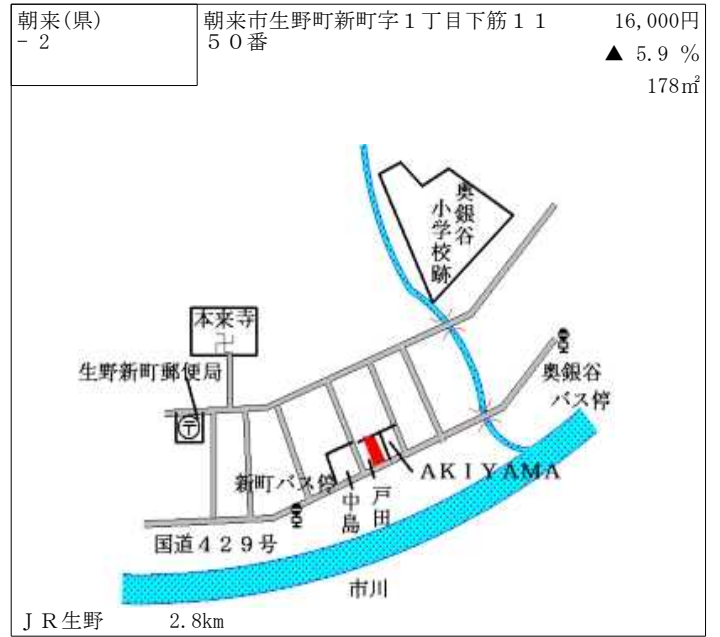 朝来(県)
- 2
朝来市生野町新町字１丁目下筋１１
５０番
16,000円
▲ 5.9 %
178㎡
奥銀谷
小学校跡
本来寺
生野新町郵便局
〒
奥銀谷
バス停
ＡＫＩＹＡＭＡ
新町バス停
中島
戸田
国道４２９号
市川
ＪＲ生野 2.8km